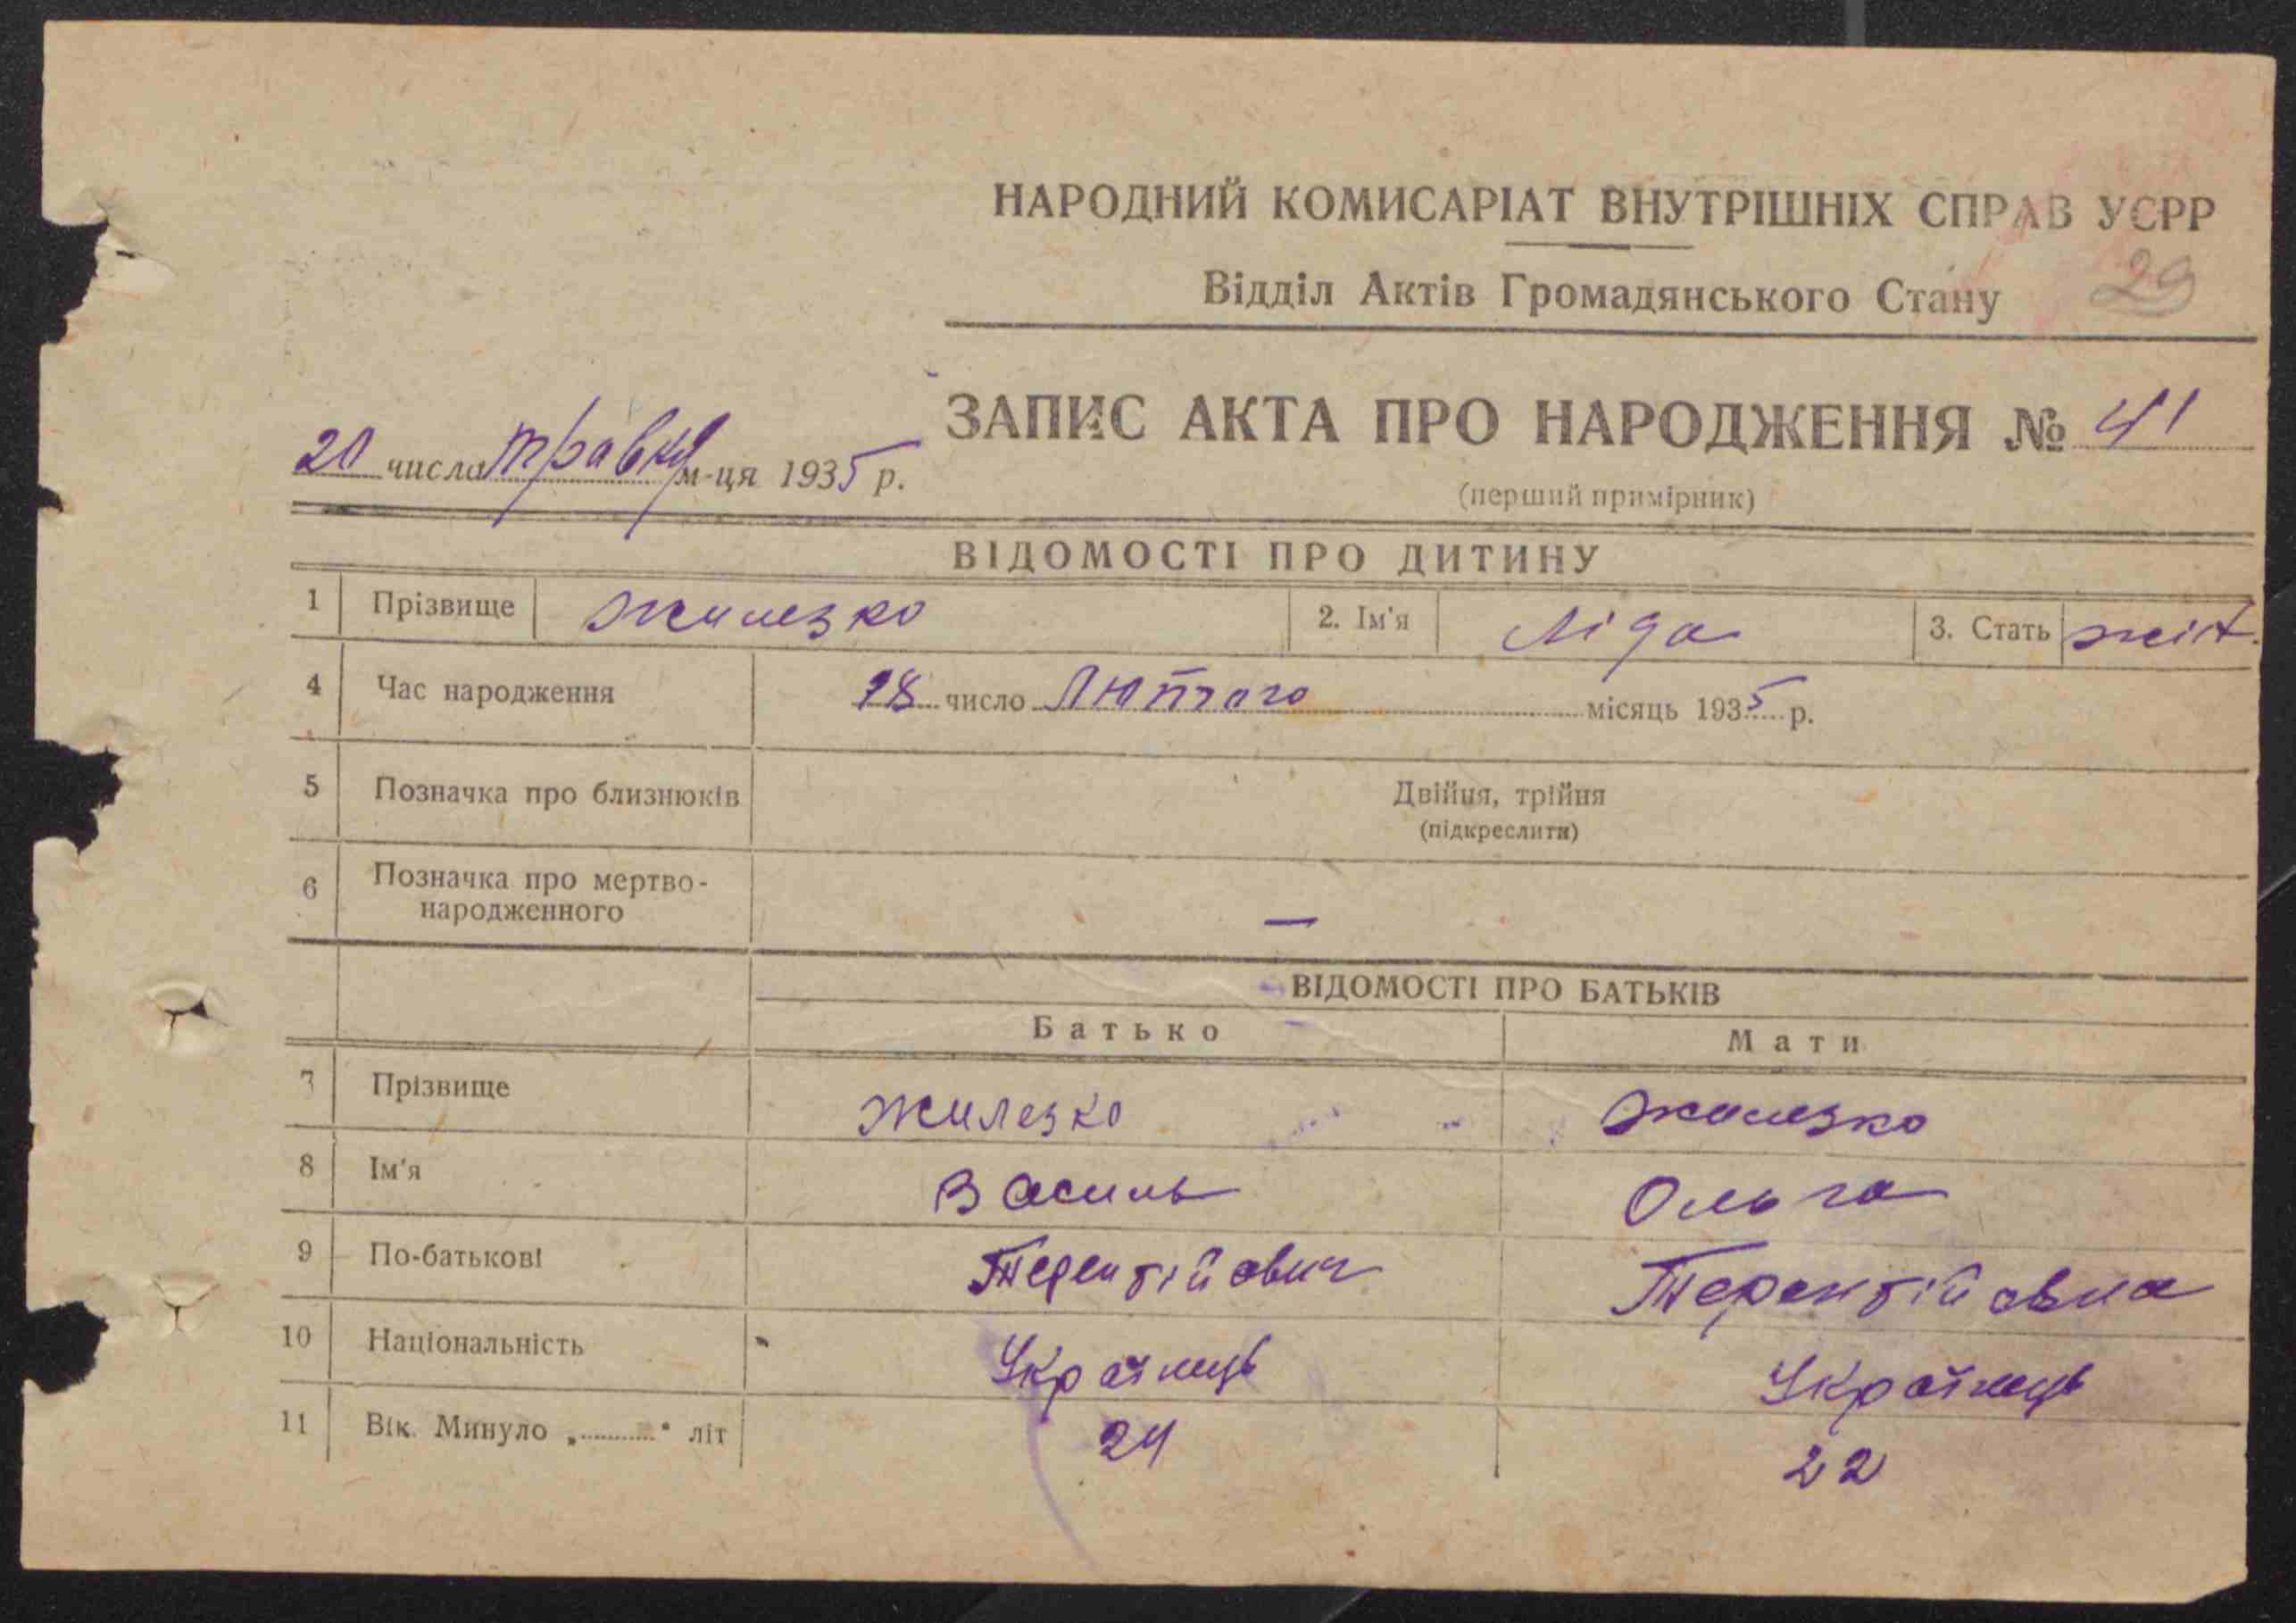 НАРОДНИЙ КОМИСАРІАТ ВНУТРІШНІХ СПРАВ УСРР
Відділ Актів Громадянського Стану
29
ЗАПИС АКТА ПРО НАРОДЖЕННЯ № 41
20 числа травня м-ця 1935 р.
(перший примірник)
ВІДОМОСТІ ПРО ДИТИНУ
1 Прізвище Жилезко 2. Ім'я Ліда 3. Стать жін.
4 Час народження 18 число Лютого місяць 1935 р.
5 Позначка про близнюків Двійня, трійня
(підкреслити)
6 Позначка про мертво-
народженного —
ВІДОМОСТІ ПРО БАТЬКІВ
Батько Мати
7 Прізвище Жилезко Жилезко
8 Ім'я Василь Ольга
9 По-батькові Терентійович Терентійовна
10 Національність Українець Українець
11 Вік. Минуло „..........“ літ 24 22